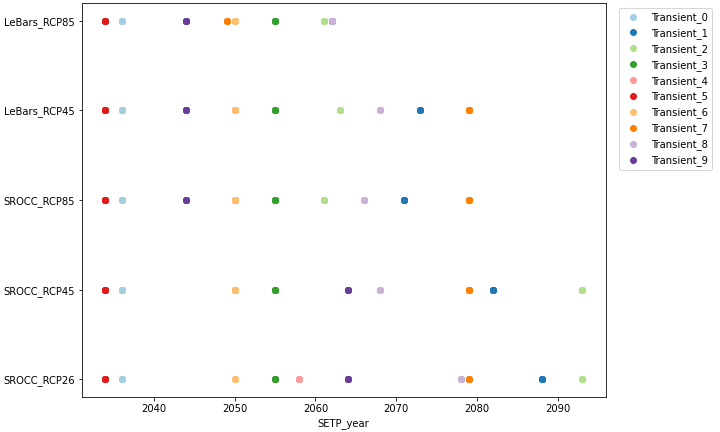 LeBars_RCP85
LeBars_RCP45
SROCC_RCP85
SROCC_RCP45
SROCC_RCP26
2040 2050 2060 2070 2080 2090
SETP_year
Transient_0
Transient_1
Transient_2
Transient_3
Transient_4
Transient_5
Transient_6
Transient_7
Transient_8
Transient_9